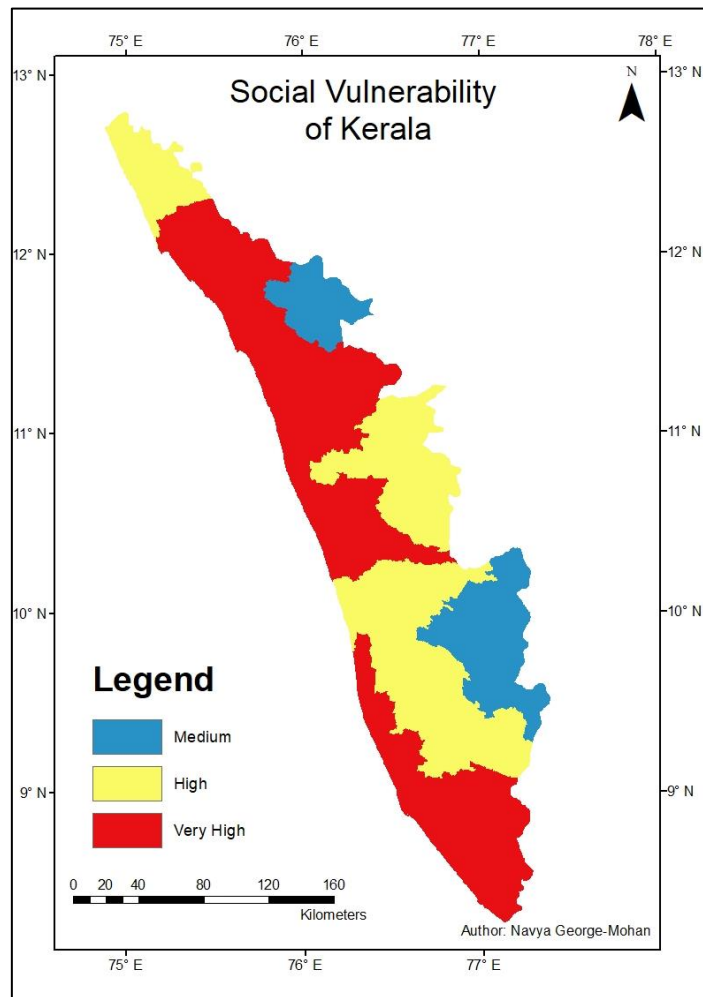 75° E 76° E 77° E 78° E
13° N 13° N
Social Vulnerability
of Kerala
N
12° N 12° N
11° N 11° N
10° N 10° N
Legend
Medium
High
9° N 9° N
Very High
0 20 40 80 120 160
Kilometers
Author: Navya George-Mohan
75° E 76° E 77° E